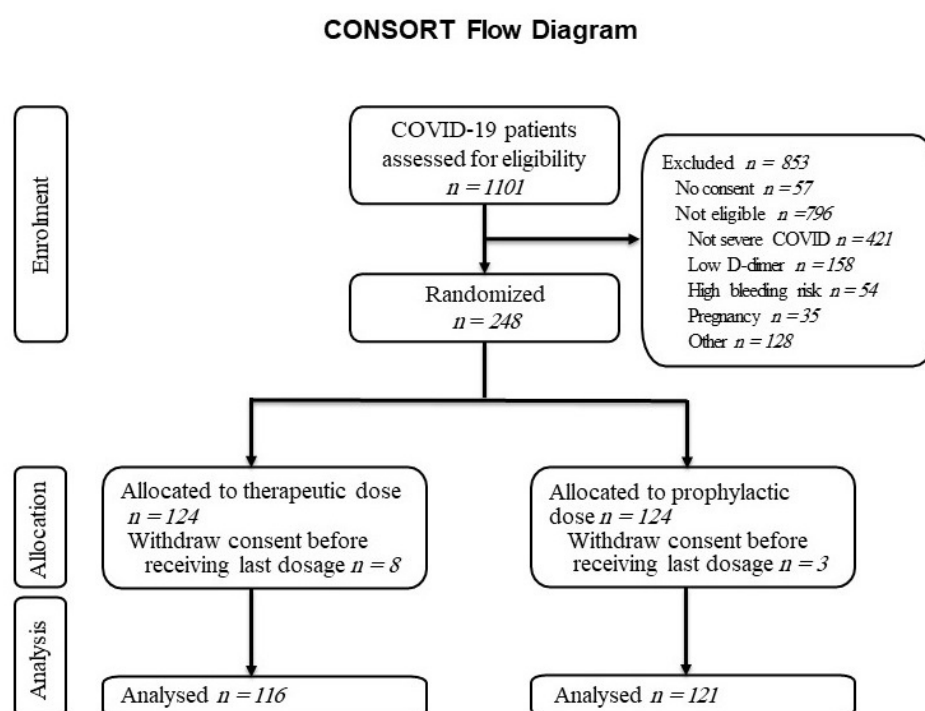 CONSORT Flow Diagram
Enrolment
COVID-19 patients
assessed for eligibility
n = 1101
Excluded n = 853
No consent n = 57
Not eligible n =796
Not severe COVID n = 421
Low D-dimer n = 158
High bleeding risk n = 54
Pregnancy n = 35
Other n = 128
Randomized
n = 248
Allocation
Allocated to therapeutic dose
n = 124
Withdraw consent before
receiving last dosage n = 8
Allocated to prophylactic
dose n = 124
Withdraw consent before
receiving last dosage n = 3
Analysis
Analysed n = 116
Analysed n = 121